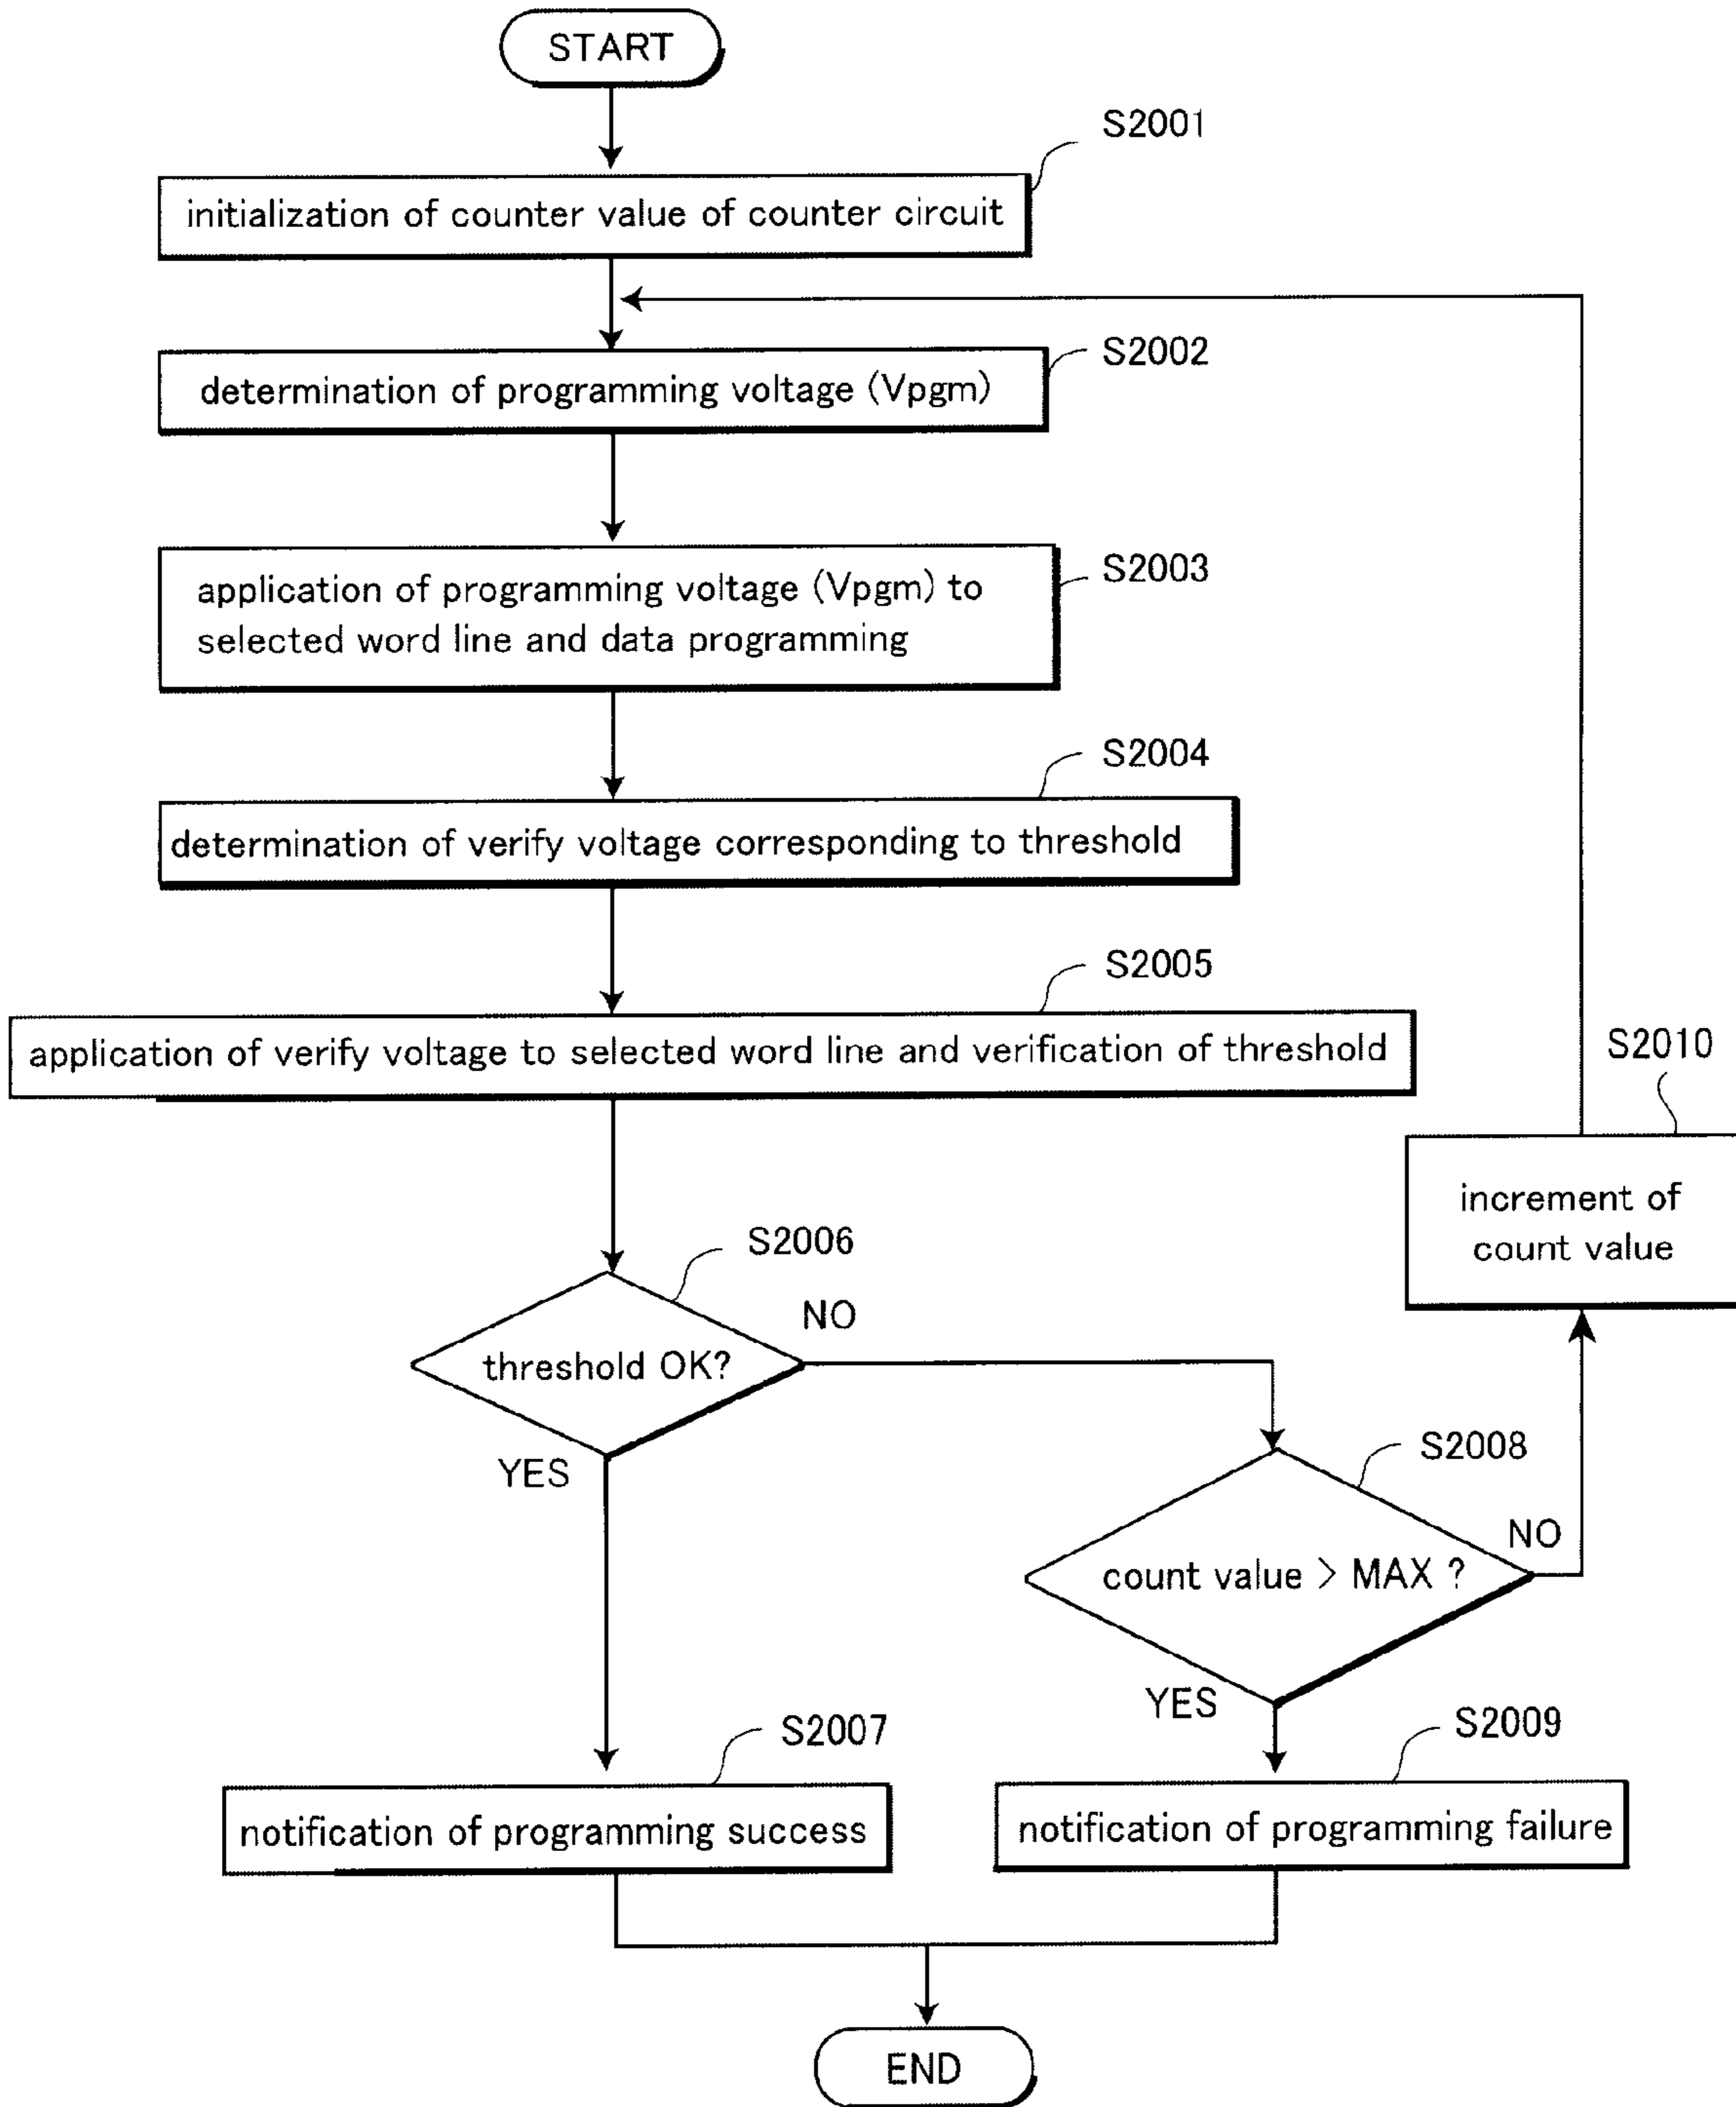 START
S2001
initialization of counter value of counter circuit
S2002
determination of programming voltage (Vpgm)
S2003
application of programming voltage (Vpgm) to
selected word line and data programming
S2004
determination of verify voltage corresponding to threshold
S2005
application of verify voltage to selected word line and verification of threshold
S2010
increment of
count value
S2006
NO
threshold OK?
YES
S2008
NO
count value > MAX ?
YES
S2007
notification of programming success
S2009
notification of programming failure
END